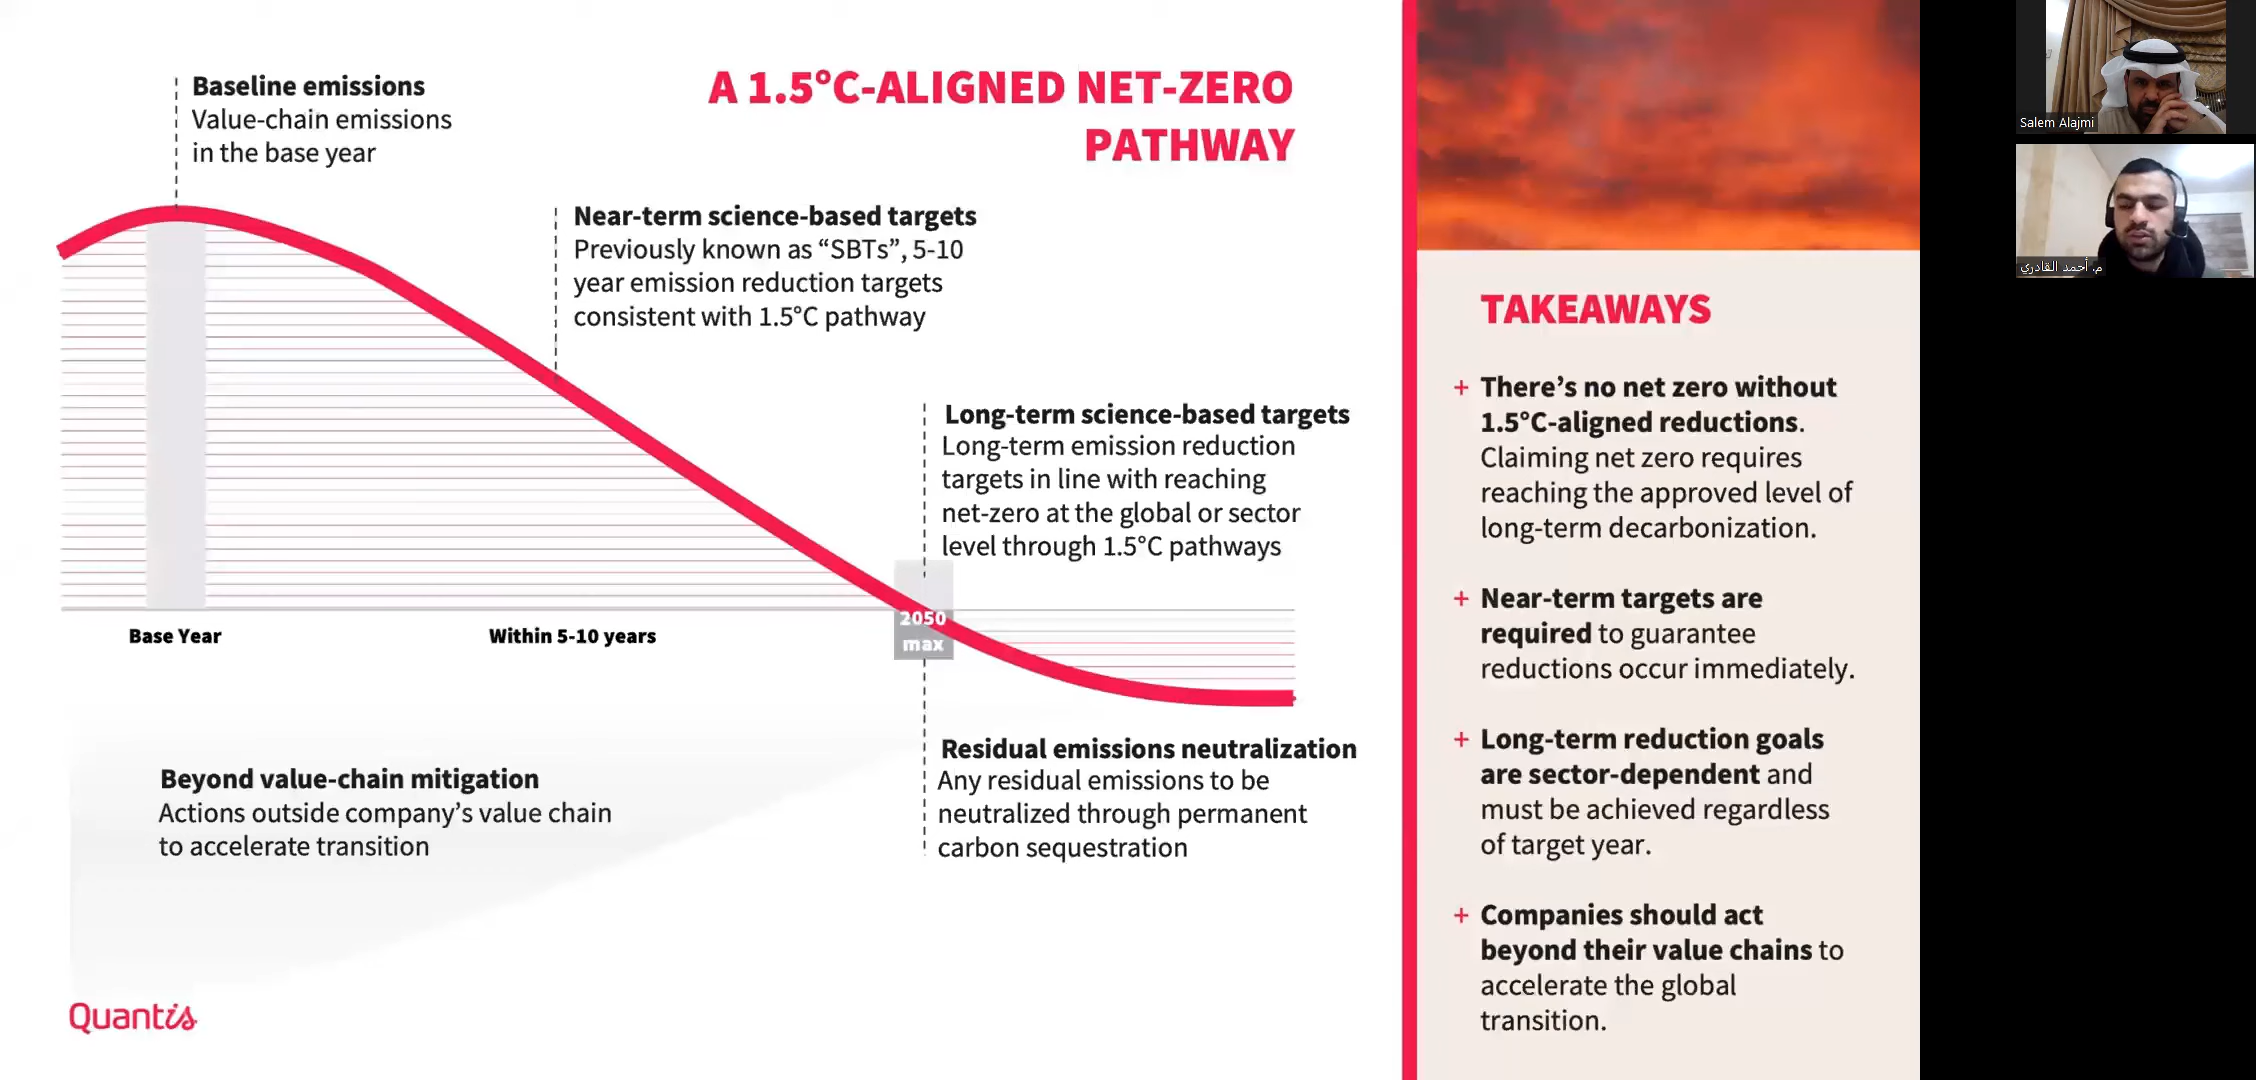 A 1.5°C-ALIGNED NET-ZERO
PATHWAY
Baseline emissions
Value-chain emissions
in the base year
Near-term science-based targets
Previously known as “SBTs”, 5-10
year emission reduction targets
consistent with 1.5°C pathway
Long-term science-based targets
Long-term emission reduction
targets in line with reaching
net-zero at the global or sector
level through 1.5°C pathways
Base Year
Within 5-10 years
2050
max
Beyond value-chain mitigation
Actions outside company’s value chain
to accelerate transition
Residual emissions neutralization
Any residual emissions to be
neutralized through permanent
carbon sequestration
Quantis
TAKEAWAYS
+ There’s no net zero without
1.5°C-aligned reductions.
Claiming net zero requires
reaching the approved level of
long-term decarbonization.
+ Near-term targets are
required to guarantee
reductions occur immediately.
+ Long-term reduction goals
are sector-dependent and
must be achieved regardless
of target year.
+ Companies should act
beyond their value chains to
accelerate the global
transition.
Salem Alajmi
م. أحمد القادري